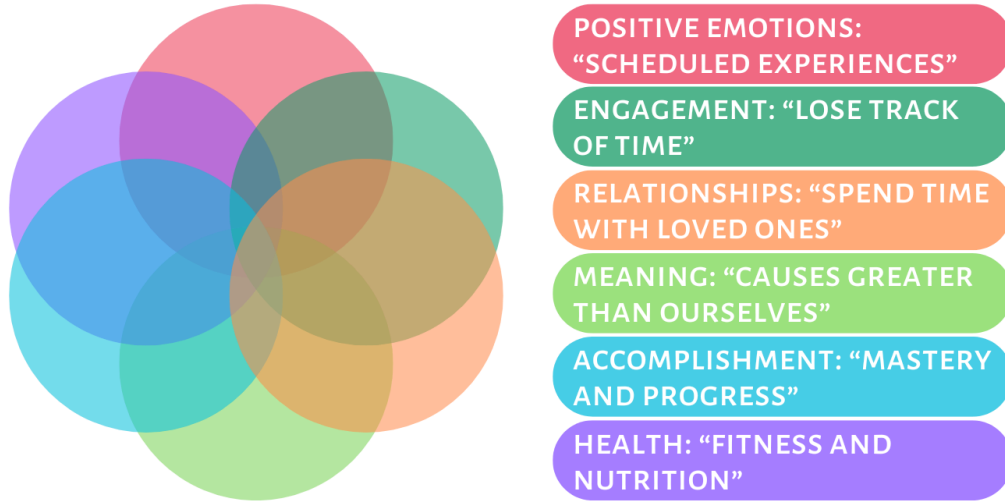 POSITIVE EMOTIONS:
“SCHEDULED EXPERIENCES”
ENGAGEMENT: “LOSE TRACK
OF TIME”
RELATIONSHIPS: “SPEND TIME
WITH LOVED ONES”
MEANING: “CAUSES GREATER
THAN OURSELVES”
ACCOMPLISHMENT: “MASTERY
AND PROGRESS”
HEALTH: “FITNESS AND
NUTRITION”